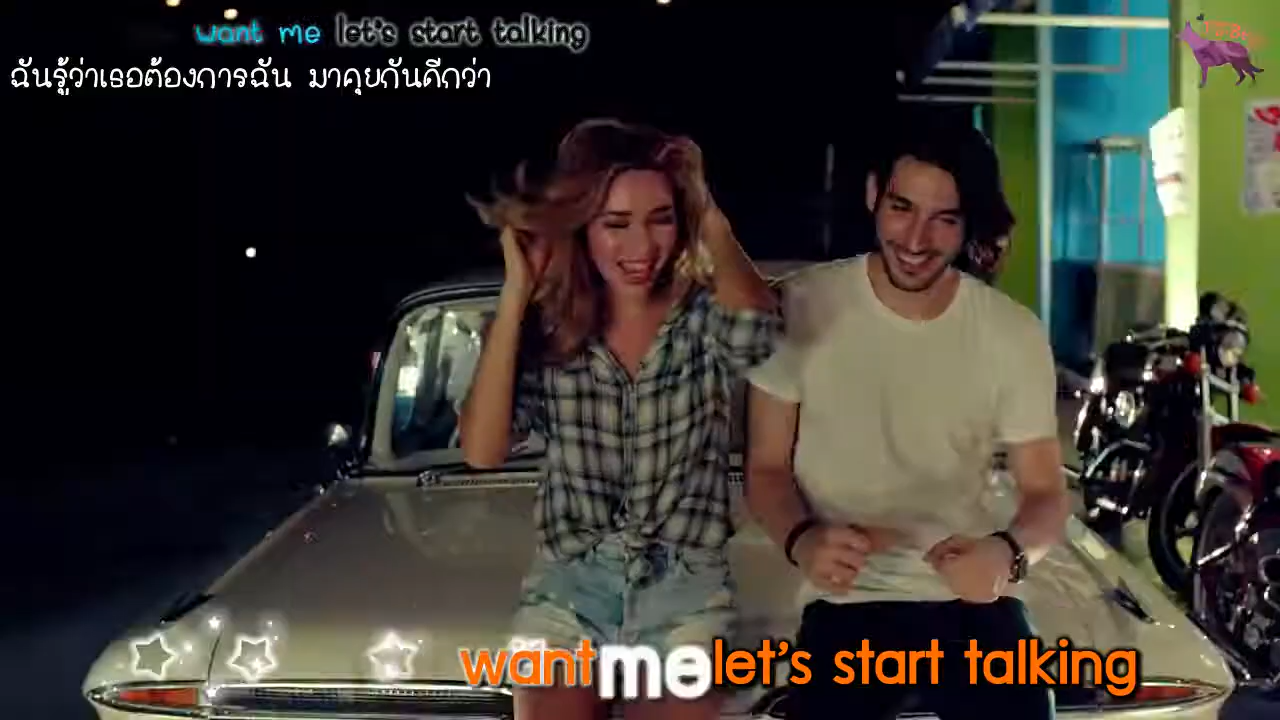 want me let's start talking
ฉันรู้ว่าเธอต้องการฉัน มาคุยกันดีกว่า
want me let's start talking